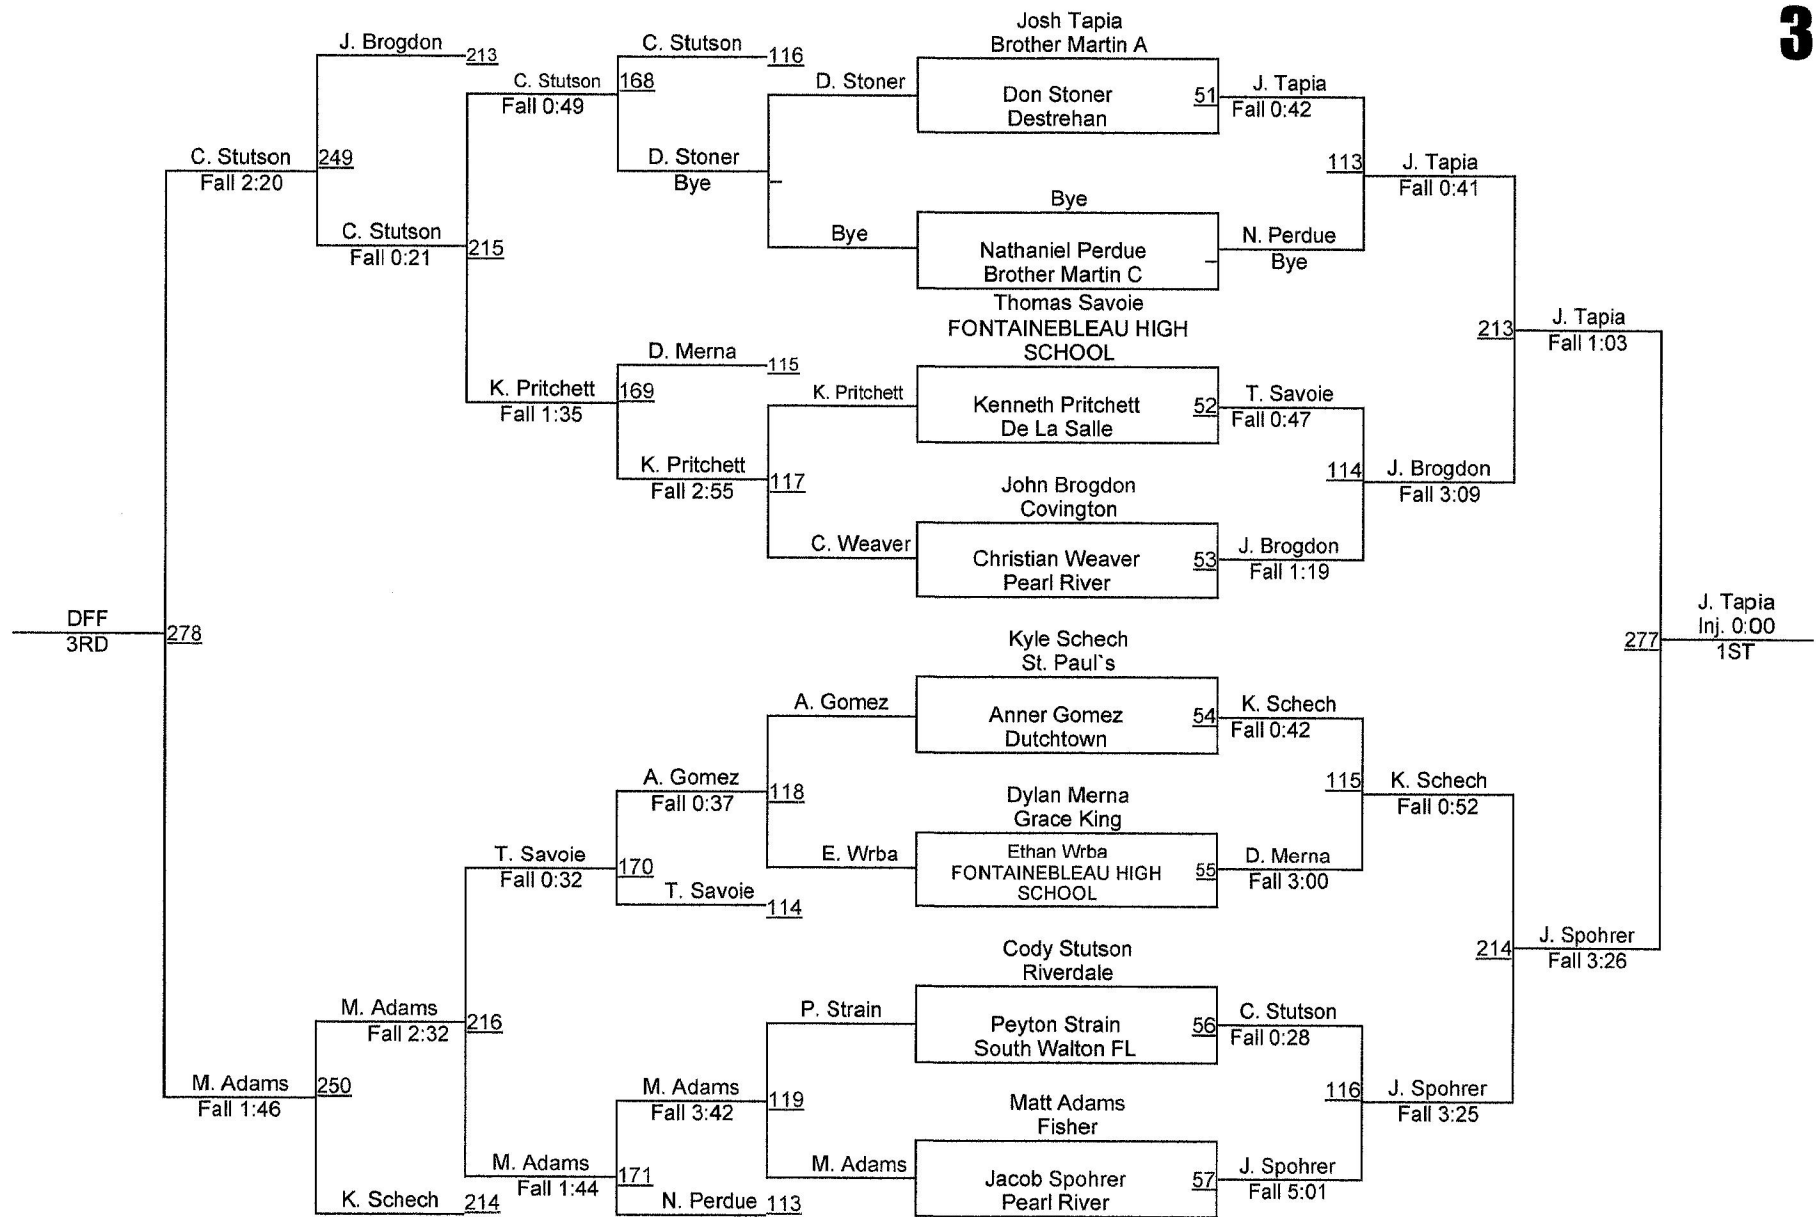 3
Josh Tapia
Brother Martin A
J. Brogdon
213
C. Stutson
116
C. Stutson
Fall 0:49
168
D. Stoner
Don Stoner
Destrehan
51
J. Tapia
Fall 0:42
C. Stutson
Fall 2:20
249
D. Stoner
Bye
113
J. Tapia
Fall 0:41
Bye
C. Stutson
Fall 0:21
215
Bye
Nathaniel Perdue
Brother Martin C
N. Perdue
Bye
Thomas Savoie
FONTAINEBLEAU HIGH
SCHOOL
213
J. Tapia
Fall 1:03
D. Merna
115
K. Pritchett
Fall 1:35
169
K. Pritchett
Kenneth Pritchett
De La Salle
52
T. Savoie
Fall 0:47
K. Pritchett
Fall 2:55
117
John Brogdon
Covington
114
J. Brogdon
Fall 3:09
C. Weaver
Christian Weaver
Pearl River
53
J. Brogdon
Fall 1:19
DFF
3RD
278
Kyle Schech
St. Paul`s
277
J. Tapia
Inj. 0:00
1ST
A. Gomez
Anner Gomez
Dutchtown
54
K. Schech
Fall 0:42
A. Gomez
Fall 0:37
118
Dylan Merna
Grace King
115
K. Schech
Fall 0:52
T. Savoie
Fall 0:32
170
E. Wrba
Ethan Wrba
FONTAINEBLEAU HIGH
SCHOOL
55
D. Merna
Fall 3:00
T. Savoie
114
Cody Stutson
Riverdale
214
J. Spohrer
Fall 3:26
M. Adams
Fall 2:32
216
P. Strain
Peyton Strain
South Walton FL
56
C. Stutson
Fall 0:28
M. Adams
Fall 1:46
250
M. Adams
Fall 3:42
119
Matt Adams
Fisher
116
J. Spohrer
Fall 3:25
M. Adams
Fall 1:44
171
M. Adams
Jacob Spohrer
Pearl River
57
J. Spohrer
Fall 5:01
K. Schech
214
N. Perdue
113